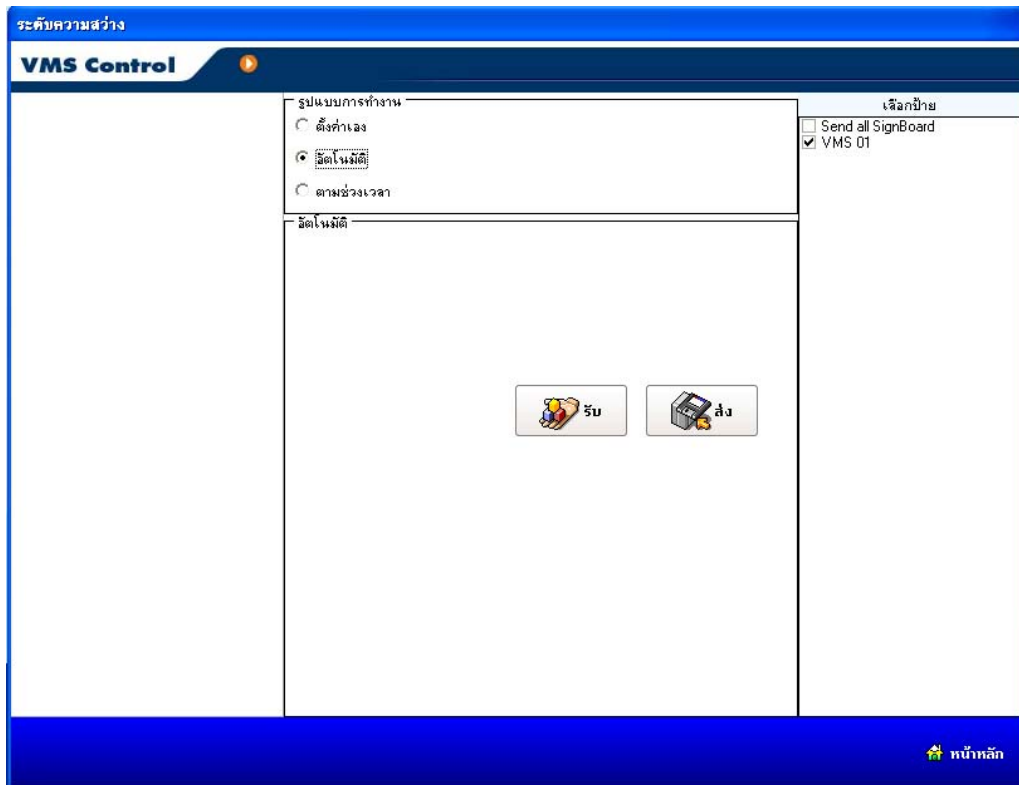 ระดับความสว่าง
VMS Control
รูปแบบการทำงาน
ตั้งค่าเอง
อัตโนมัติ
ตามช่วงเวลา
อัตโนมัติ
รับ
ส่ง
เลือกป้าย
Send all SignBoard
VMS 01
หน้าหลัก